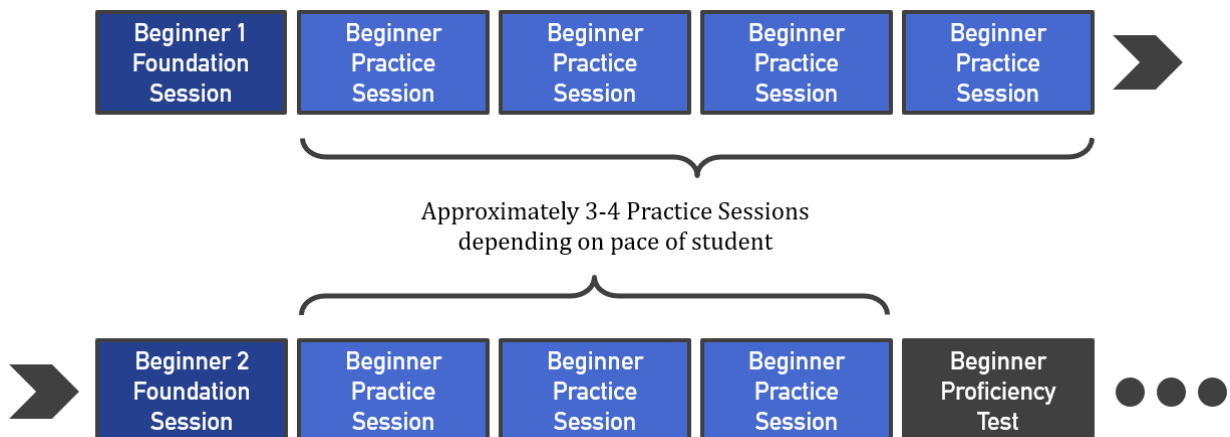 Beginner 1
Foundation
Session
Beginner
Practice
Session
Beginner
Practice
Session
Beginner
Practice
Session
Beginner
Practice
Session
Approximately 3-4 Practice Sessions
depending on pace of student
Beginner 2
Foundation
Session
Beginner
Practice
Session
Beginner
Practice
Session
Beginner
Practice
Session
Beginner
Proficiency
Test